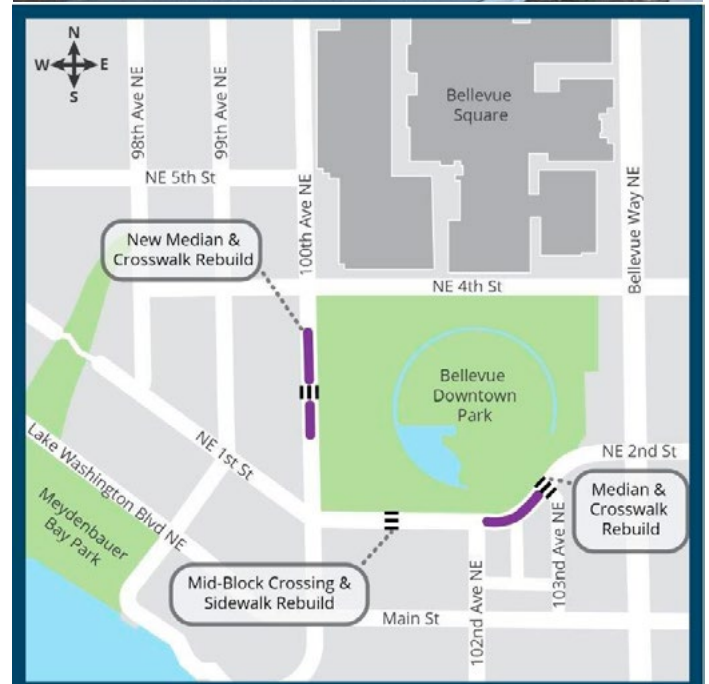 N
W E
S
98th Ave NE
99th Ave NE
100th Ave NE
Bellevue
Square
Bellevue Way NE
NE 5th St
New Median &
Crosswalk Rebuild
NE 4th St
Bellevue
Downtown
Park
NE 1st St
NE 2nd St
Lake Washington Blvd NE
Median &
Crosswalk
Rebuild
Meydenbauer
Bay Park
Mid-Block Crossing &
Sidewalk Rebuild
102nd Ave NE
103nd Ave NE
Main St